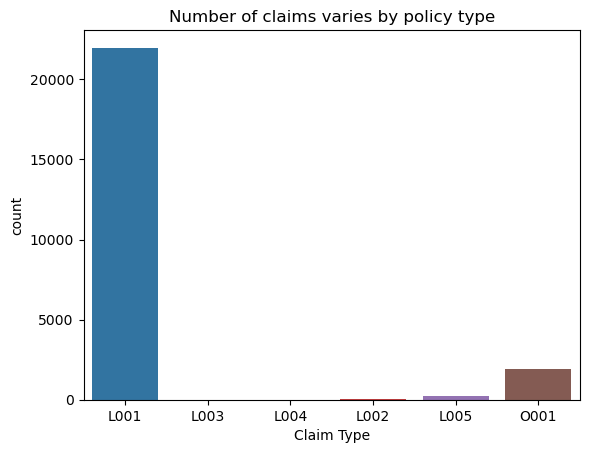 Number of claims varies by policy type
count
20000
15000
10000
5000
0
L001 L003 L004 L002 L005 O001
Claim Type